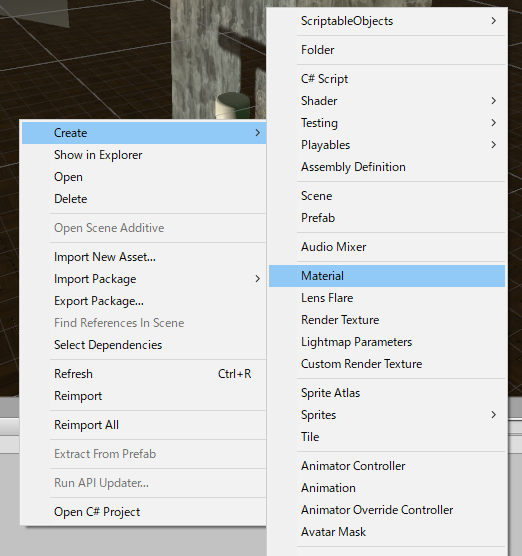 Create
Show in Explorer
Open
Delete
Open Scene Additive
Import New Asset...
Import Package
Export Package...
Find References In Scene
Select Dependencies
Refresh Ctrl+R
Reimport
Reimport All
Extract From Prefab
Run API Updater...
Open C# Project
ScriptableObjects
Folder
C# Script
Shader
Testing
Playables
Assembly Definition
Scene
Prefab
Audio Mixer
Material
Lens Flare
Render Texture
Lightmap Parameters
Custom Render Texture
Sprite Atlas
Sprites
Tile
Animator Controller
Animation
Animator Override Controller
Avatar Mask